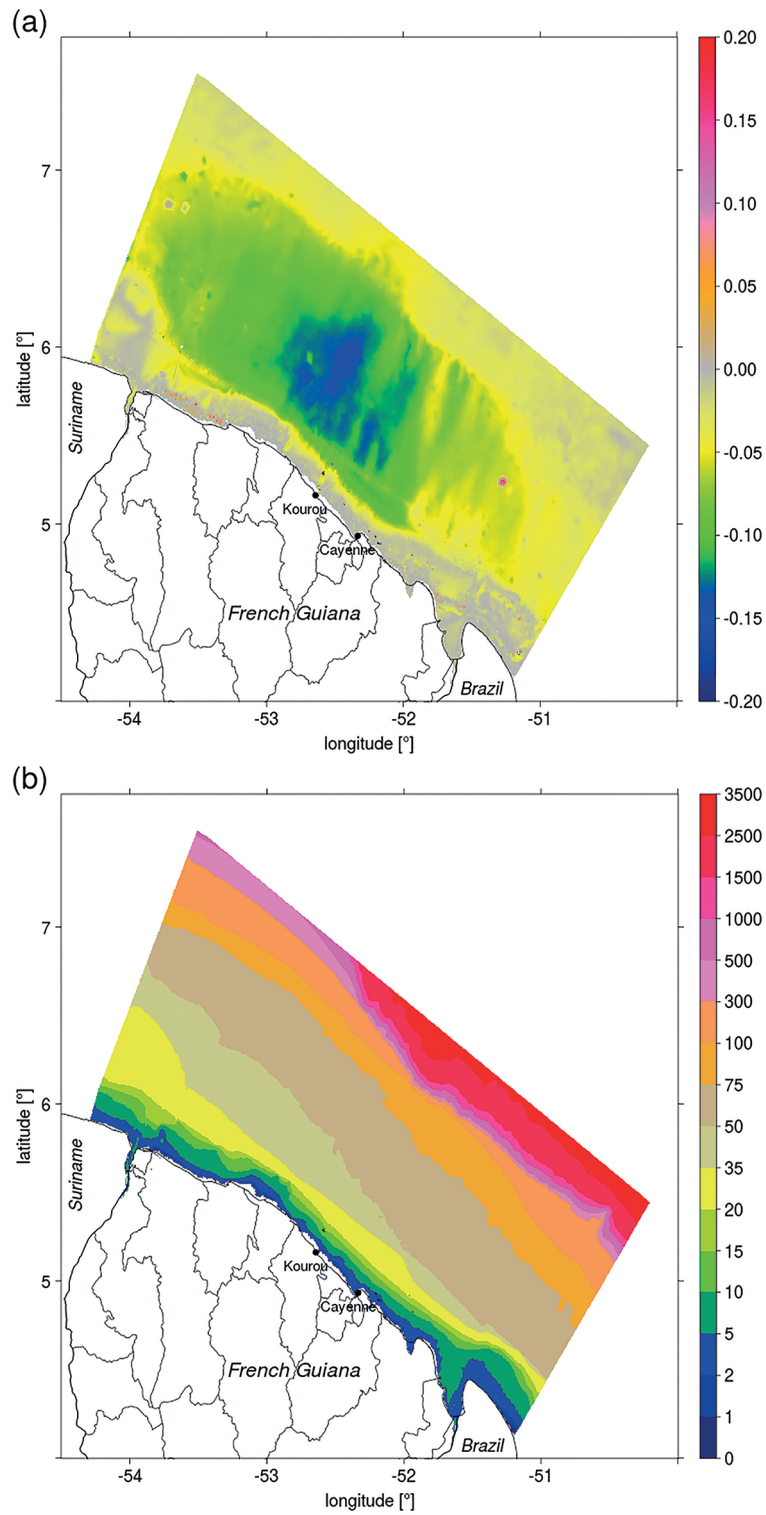 (a)
0.20
0.15
0.10
0.05
0.00
-0.05
-0.10
-0.15
-0.20
7
6
5
latitude [°]
Suriname
Kourou
Cayenne
French Guiana
Brazil
-54
-53
-52
-51
longitude [°]
(b)
3500
2500
1500
1000
500
300
100
75
50
35
20
15
10
5
2
1
0
7
6
5
latitude [°]
Suriname
Kourou
Cayenne
French Guiana
Brazil
-54
-53
-52
-51
longitude [°]